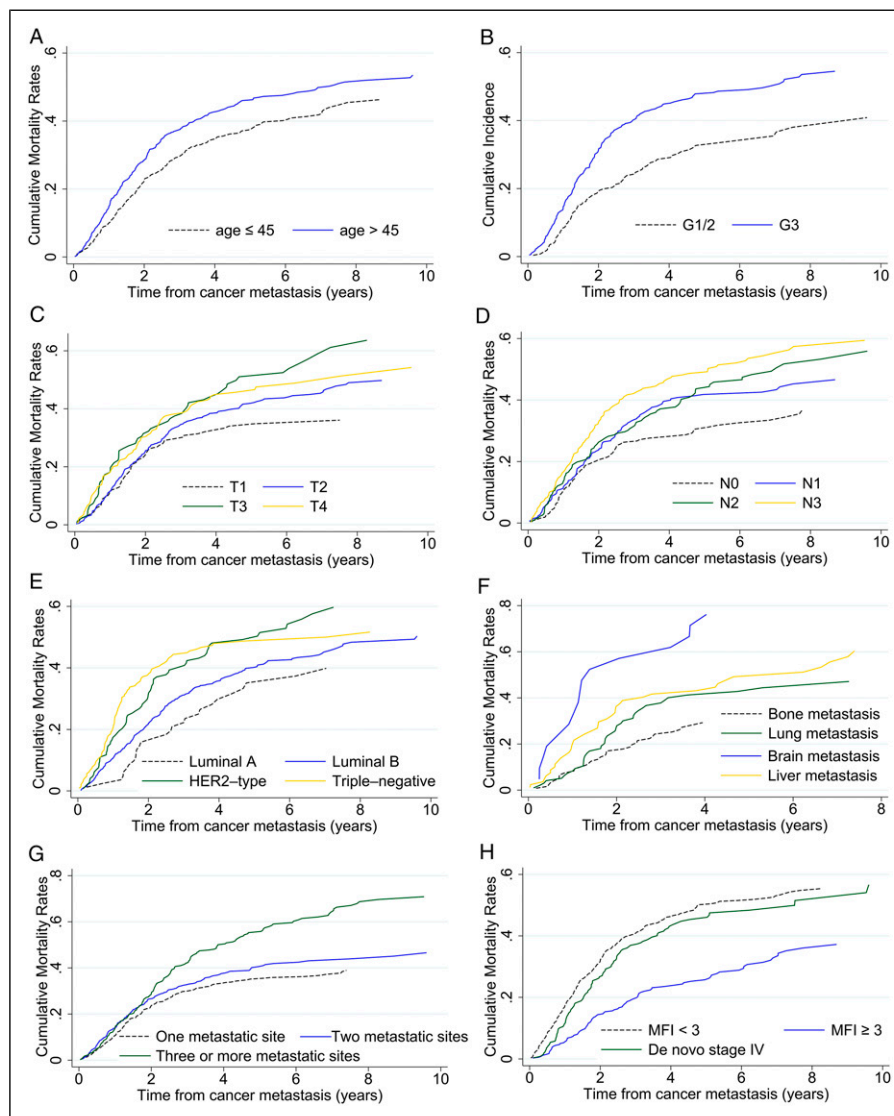 A
Cumulative Mortality Rates
.6
.4
.2
0
age ≤ 45 age > 45
0 2 4 6 8 10
Time from cancer metastasis (years)
B
Cumulative Incidence
.6
.4
.2
0
G1/2 G3
0 2 4 6 8 10
Time from cancer metastasis (years)
C
Cumulative Mortality Rates
.6
.4
.2
0
T1 T2
T3 T4
0 2 4 6 8 10
Time from cancer metastasis (years)
D
Cumulative Mortality Rates
.6
.4
.2
0
N0 N1
N2 N3
0 2 4 6 8 10
Time from cancer metastasis (years)
E
Cumulative Mortality Rates
.6
.4
.2
0
Luminal A Luminal B
HER2–type Triple–negative
0 2 4 6 8 10
Time from cancer metastasis (years)
F
Cumulative Mortality Rates
.8
.6
.4
.2
0
Bone metastasis
Lung metastasis
Brain metastasis
Liver metastasis
0 2 4 6 8
Time from cancer metastasis (years)
G
Cumulative Mortality Rates
.8
.6
.4
.2
0
One metastatic site Two metastatic sites
Three or more metastatic sites
0 2 4 6 8 10
Time from cancer metastasis (years)
H
Cumulative Mortality Rates
.6
.4
.2
0
MFI < 3 MFI ≥ 3
De novo stage IV
0 2 4 6 8 10
Time from cancer metastasis (years)